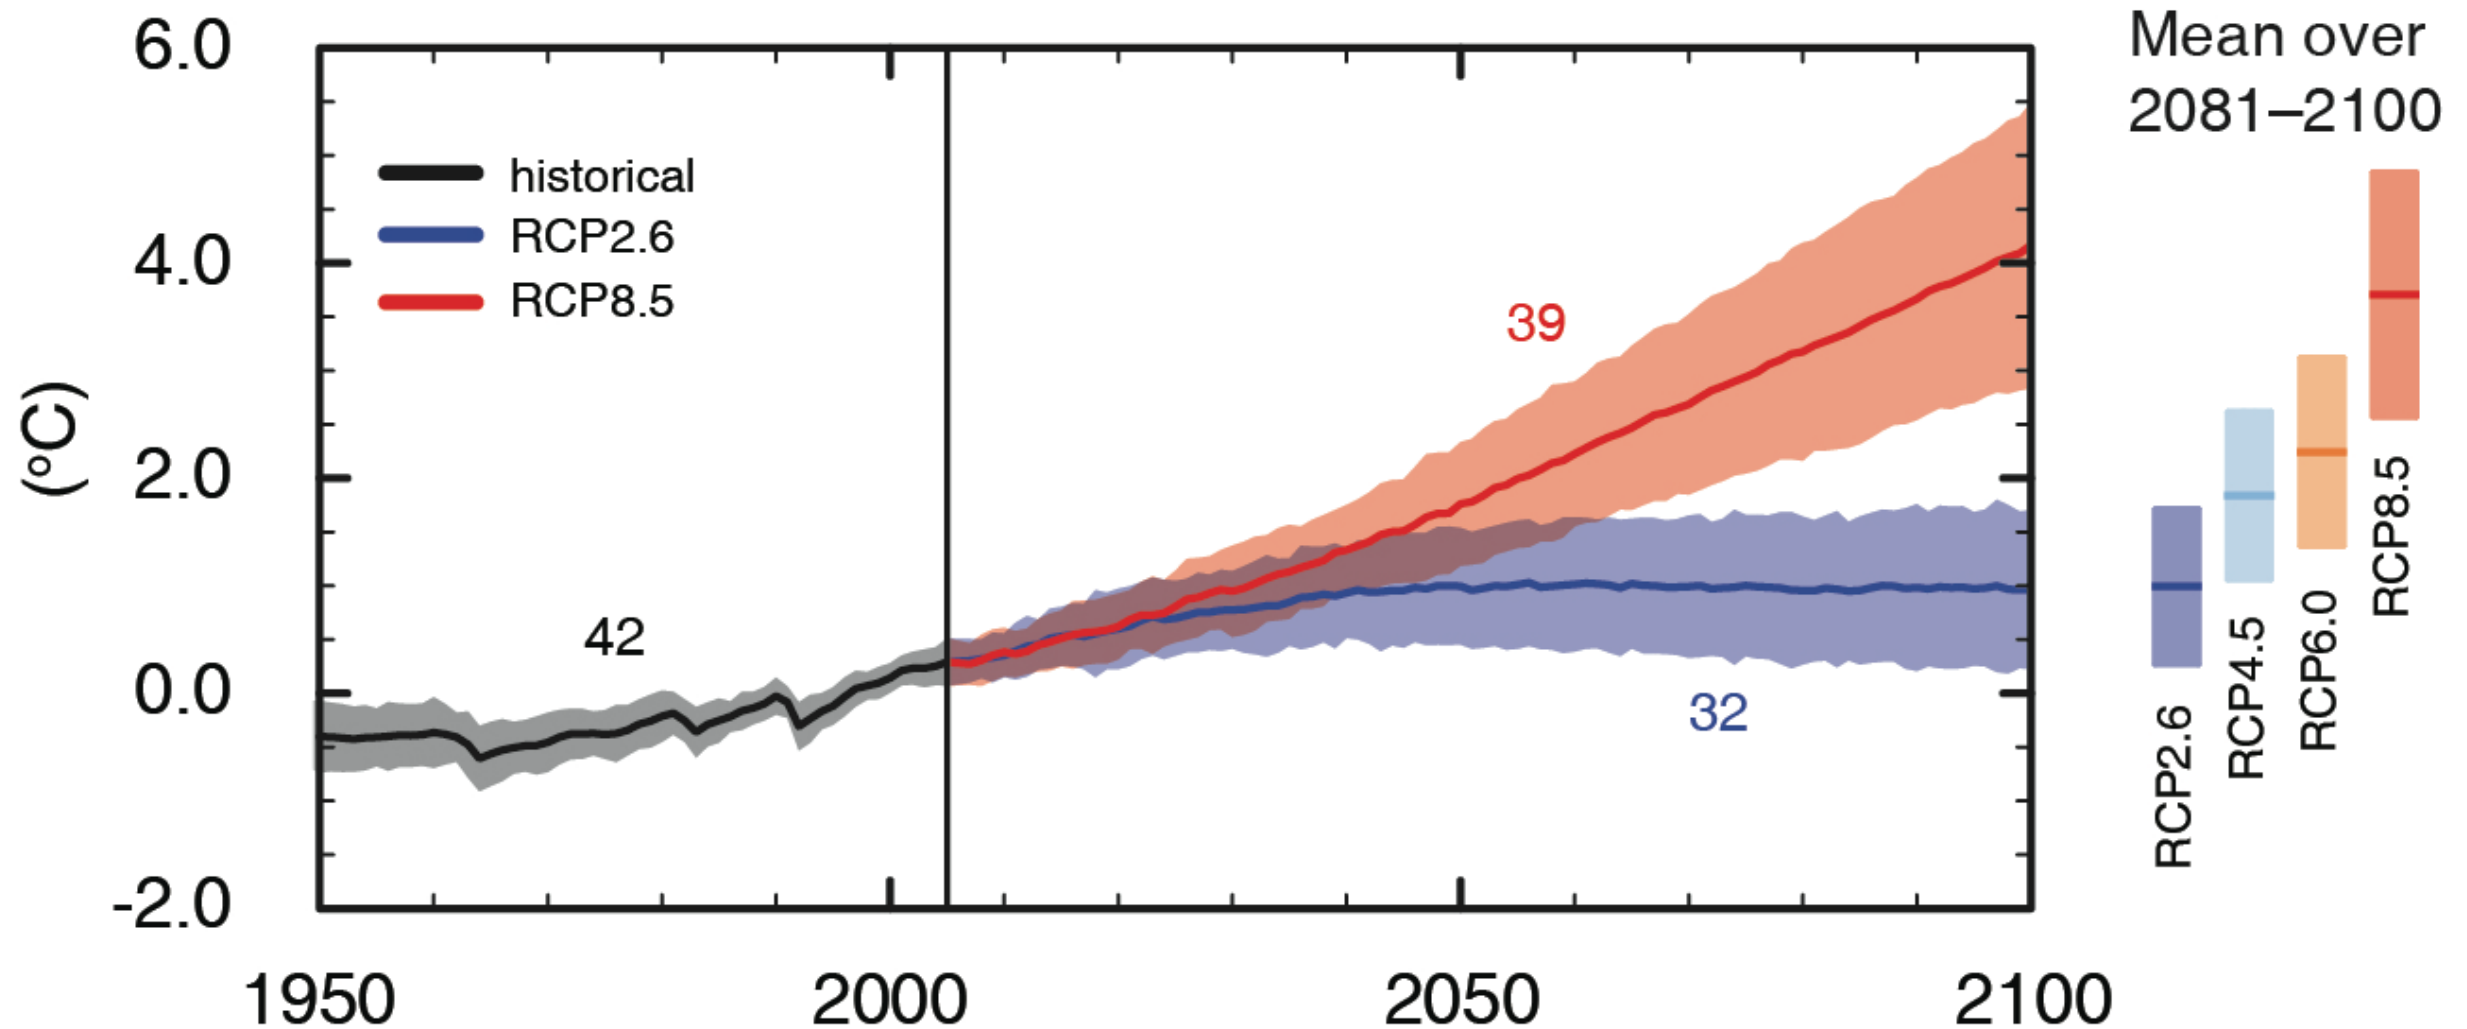 Mean over
2081–2100
6.0
4.0
2.0
0.0
-2.0
(°C)
historical
RCP2.6
RCP8.5
42
39
32
1950
2000
2050
2100
RCP2.6
RCP4.5
RCP6.0
RCP8.5